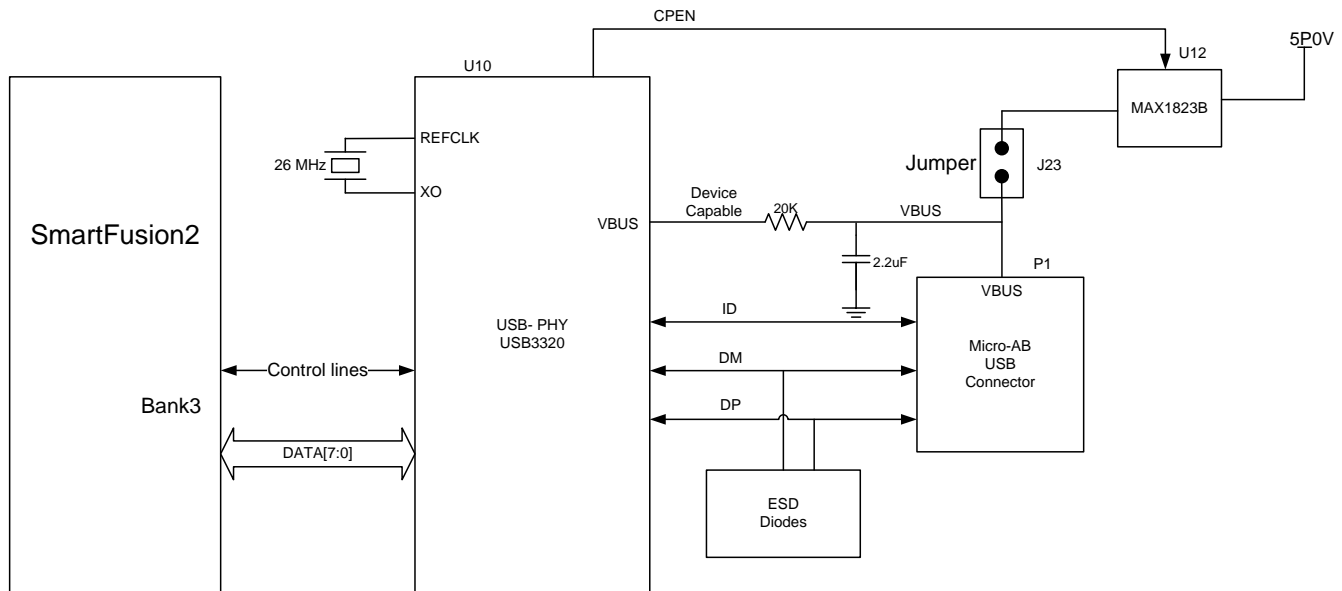 CPEN
5P0V
U10
U12
MAX1823B
REFCLK
26 MHz
XO
Jumper
J23
Device
Capable
20K
VBUS
VBUS
SmartFusion2
2.2uF
P1
VBUS
ID
USB- PHY
USB3320
Micro-AB
USB
Connector
DM
Control lines
Bank3
DP
DATA[7:0]
ESD
Diodes